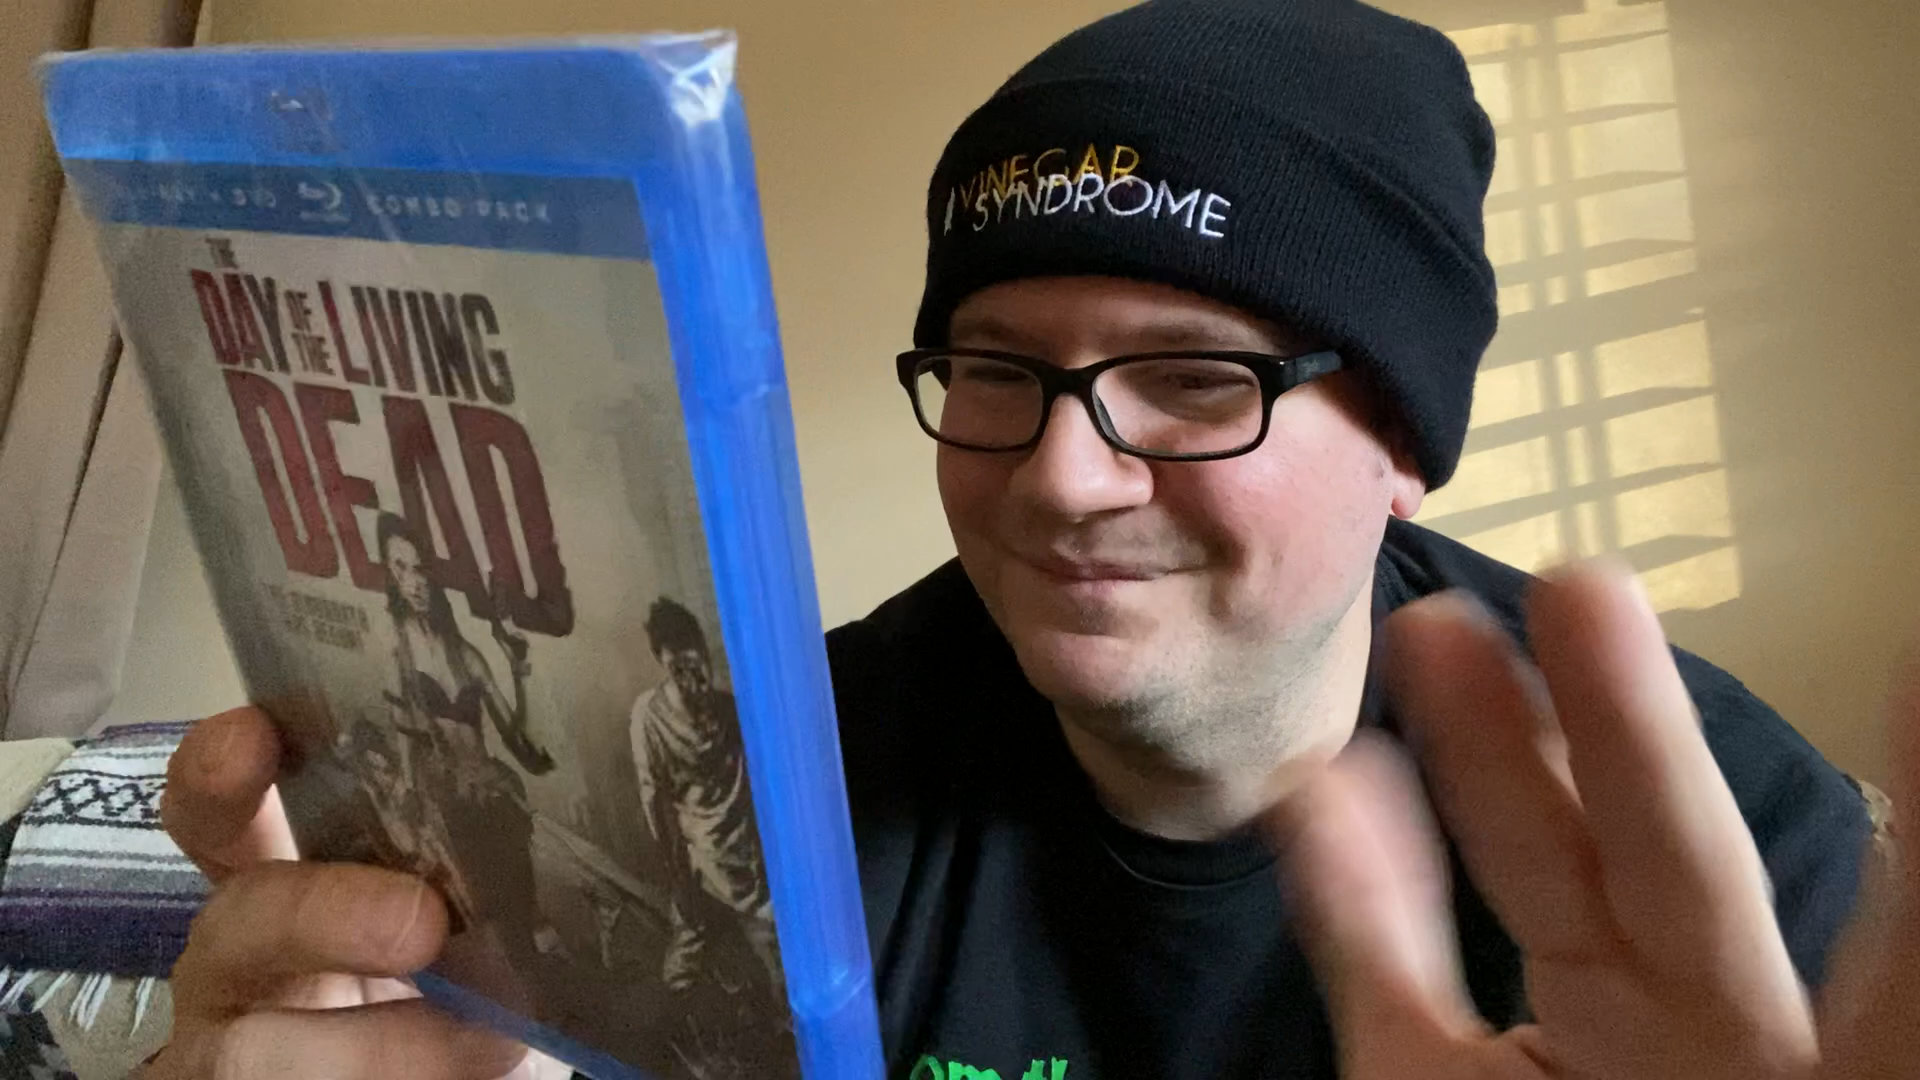 COMBO PACK
THE
DAY OF THE LIVING
DEAD
VINEGAR
SYNDROME